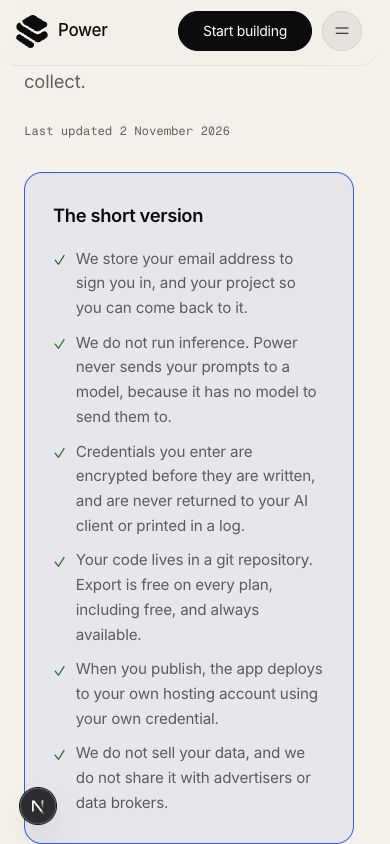 Power
Start building
collect.
Last updated 2 November 2026
The short version
We store your email address to
sign you in, and your project so
you can come back to it.
We do not run inference. Power
never sends your prompts to a
model, because it has no model to
send them to.
Credentials you enter are
encrypted before they are written,
and are never returned to your AI
client or printed in a log.
Your code lives in a git repository.
Export is free on every plan,
including free, and always
available.
When you publish, the app deploys
to your own hosting account using
your own credential.
We do not sell your data, and we
do not share it with advertisers or
data brokers.
N